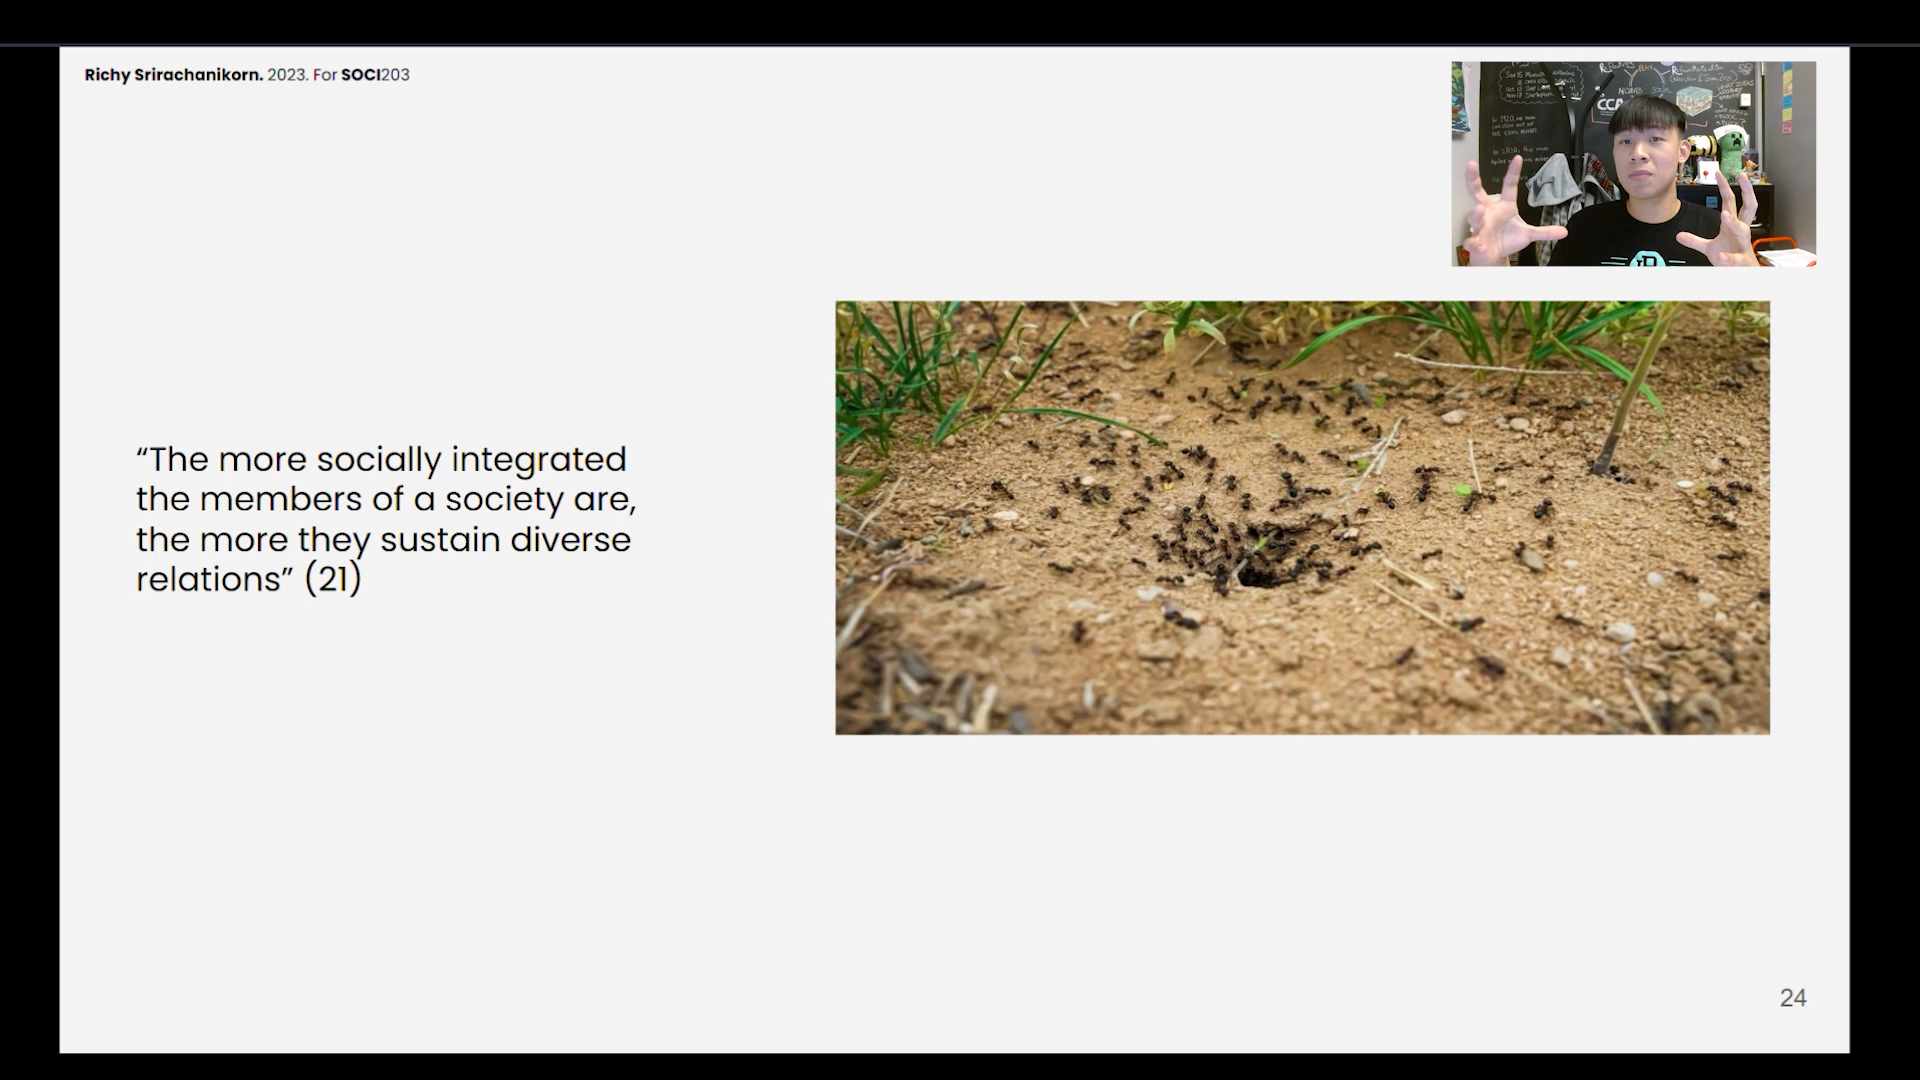 Richy Srirachanikorn. 2023. For SOCI203
“The more socially integrated
the members of a society are,
the more they sustain diverse
relations” (21)
24